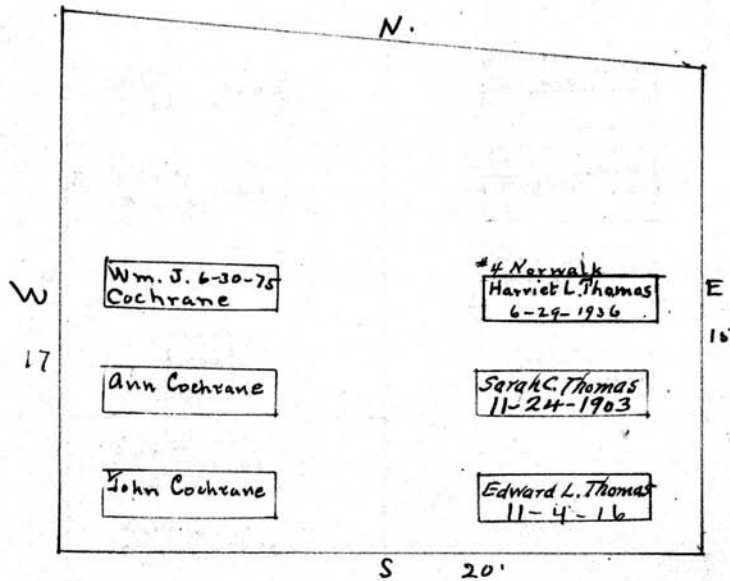 N.
Wm. J. 6-30-75
Cochrane
#4 Norwalk
Harriet L. Thomas
6-29-1936
W
E
17
Ann Cochrane
Sarah C. Thomas
11-24-1903
John Cochrane
Edward L. Thomas
11-4-16
S 20'